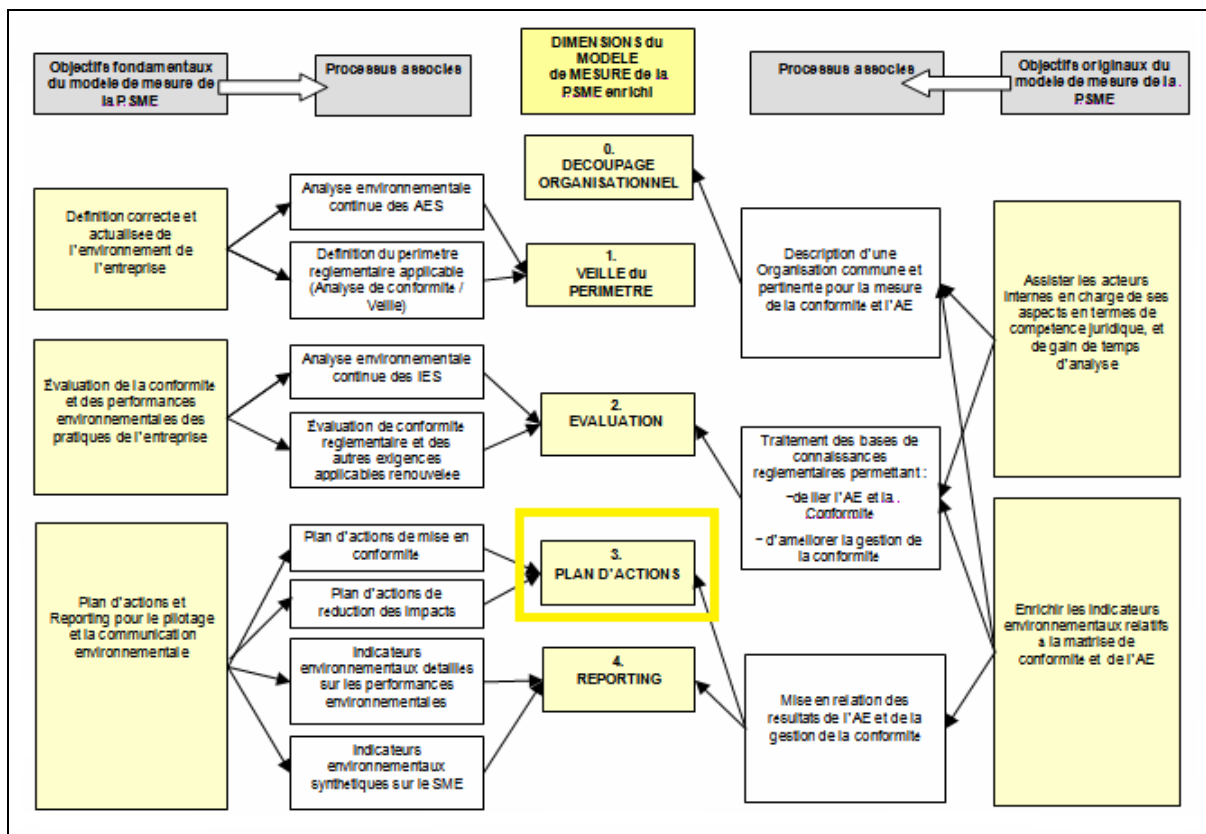 Objectifs fondamentaux
du modele de mesure de
la P.SME
Processus associes
DIMENSIONS du
MODELE
de MESURE de la
PSME enrichi
Processus associes
Objectifs originaux du
modele de mesure de la.
PSME
0.
DECOUPAGE
ORGANISATIONNEL
Definition correcte et
actualisee de
l'environnement de
l'entreprise
Analyse environnementale
continue des AES
Definition du perimetre
reglementaire applicable
(Analyse de conformite /
Veille)
1.
VEILLE du
PERIMETRE
Description d'une
Organisation commune et
pertinente pour la mesure
de la conformite et l'AE
Assister les acteurs
internes en charge de ses
aspects en termes de
competence juridique, et
de gain de temps
d'analyse
Évaluation de la conformite
et des performances
environnementales des
pratiques de l'entreprise
Analyse environnementale
continue des IES
Évaluation de conformite
reglementaire et des
autres exigences
applicables renouvelee
2.
EVALUATION
Traitement des bases de
connaissances
reglementaires permettant :
-de lier l'AE et la .
Conformite
- d'ameliorer la gestion de
la conformite
Plan d'actions et
Reporting pour le pilotage
et la communication
environnementale
Plan d'actions de mise en
conformite
Plan d'actions de
reduction des impacts
Indicateurs
environnementaux detailles
sur les performances
environnementales
Indicateurs
environnementaux
synthetiques sur le SME
3.
PLAN D'ACTIONS
4.
REPORTING
Mise en relation des
resultats de l'AE et de la
gestion de la conformite
Enrichir les indicateurs
environnementaux relatifs
a la maitrise de
conformite et de l'AE